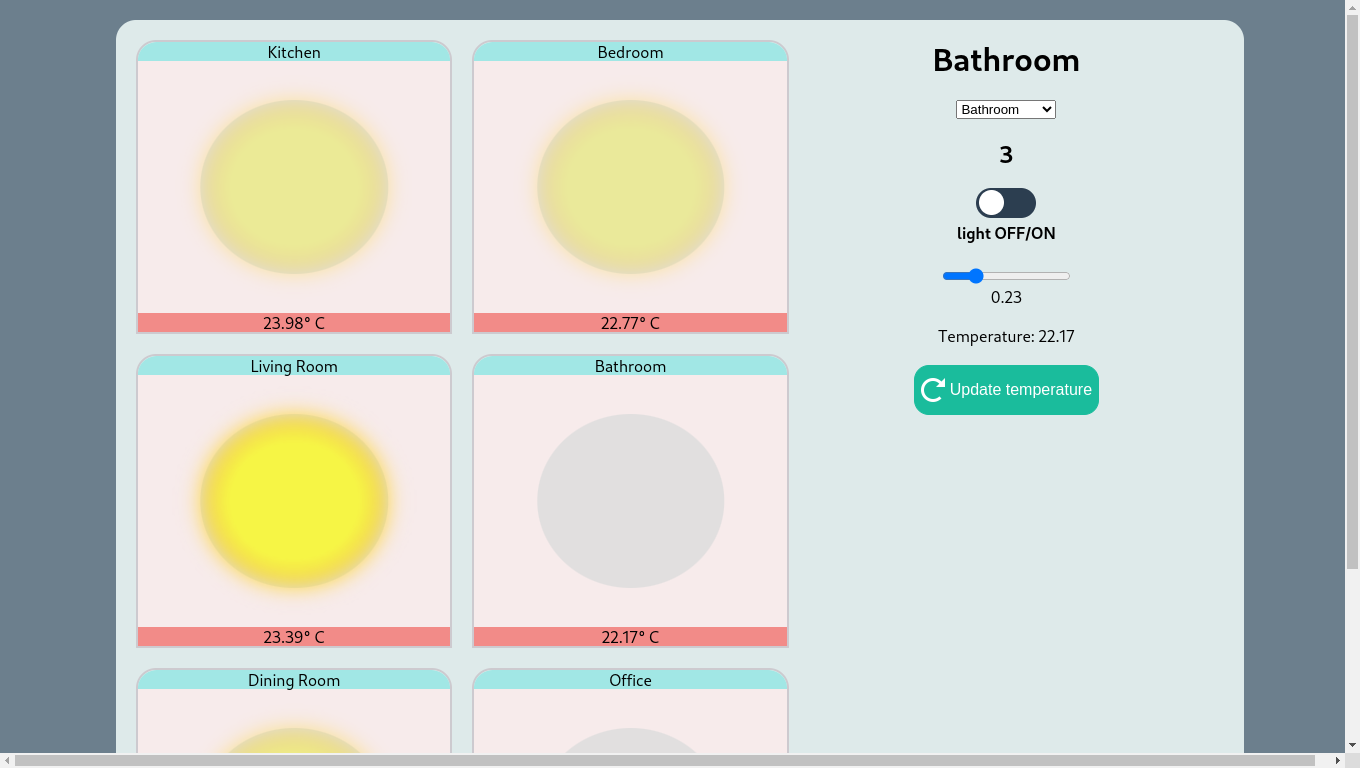 Kitchen
23.98° C
Bedroom
22.77° C
Living Room
23.39° C
Bathroom
22.17° C
Dining Room
Office
Bathroom
Bathroom
3
light OFF/ON
0.23
Temperature: 22.17
Update temperature